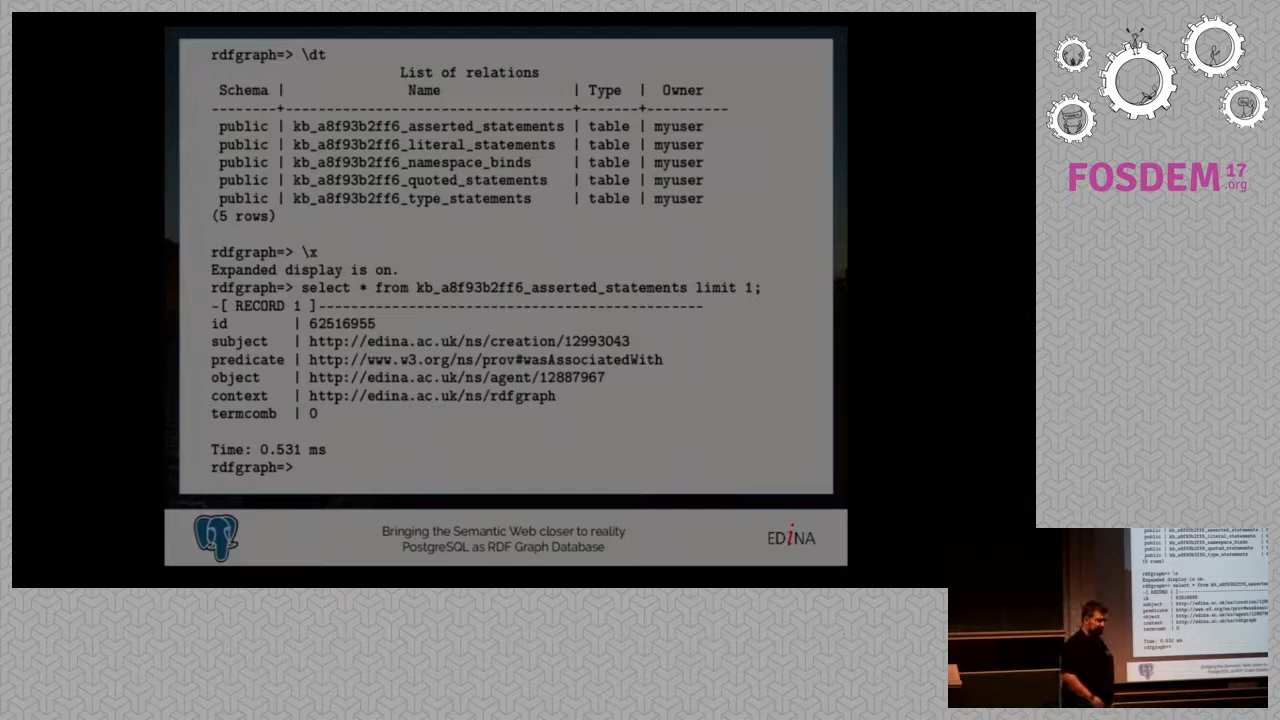 rdfgraph=> \dt
List of relations
Schema | Name | Type | Owner
--------+-----------------------------------+-------+----------
public | kb_a8f93b2ff6_asserted_statements | table | myuser
public | kb_a8f93b2ff6_literal_statements | table | myuser
public | kb_a8f93b2ff6_namespace_binds | table | myuser
public | kb_a8f93b2ff6_quoted_statements | table | myuser
public | kb_a8f93b2ff6_type_statements | table | myuser
(5 rows)
rdfgraph=> \x
Expanded display is on.
rdfgraph=> select * from kb_a8f93b2ff6_asserted_statements limit 1;
-[ RECORD 1 ]-----------------------------------------------
id | 62516955
subject | http://edina.ac.uk/ns/creation/12993043
predicate | http://www.w3.org/ns/prov#wasAssociatedWith
object | http://edina.ac.uk/ns/agent/12887967
context | http://edina.ac.uk/ns/rdfgraph
termcomb | 0
Time: 0.531 ms
rdfgraph=>
Bringing the Semantic Web closer to reality
PostgreSQL as RDF Graph Database
EDINA
FOSDEM 17
.org